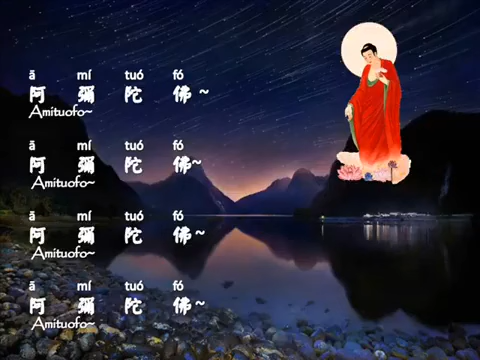 ā mí tuó fó
阿 彌 陀 佛 ~
Amituofo~
ā mí tuó fó
阿 彌 陀 佛~
Amituofo~
ā mí tuó fó
阿 彌 陀 佛~
Amituofo~
ā mí tuó fó
阿 彌 陀 佛~
Amituofo~